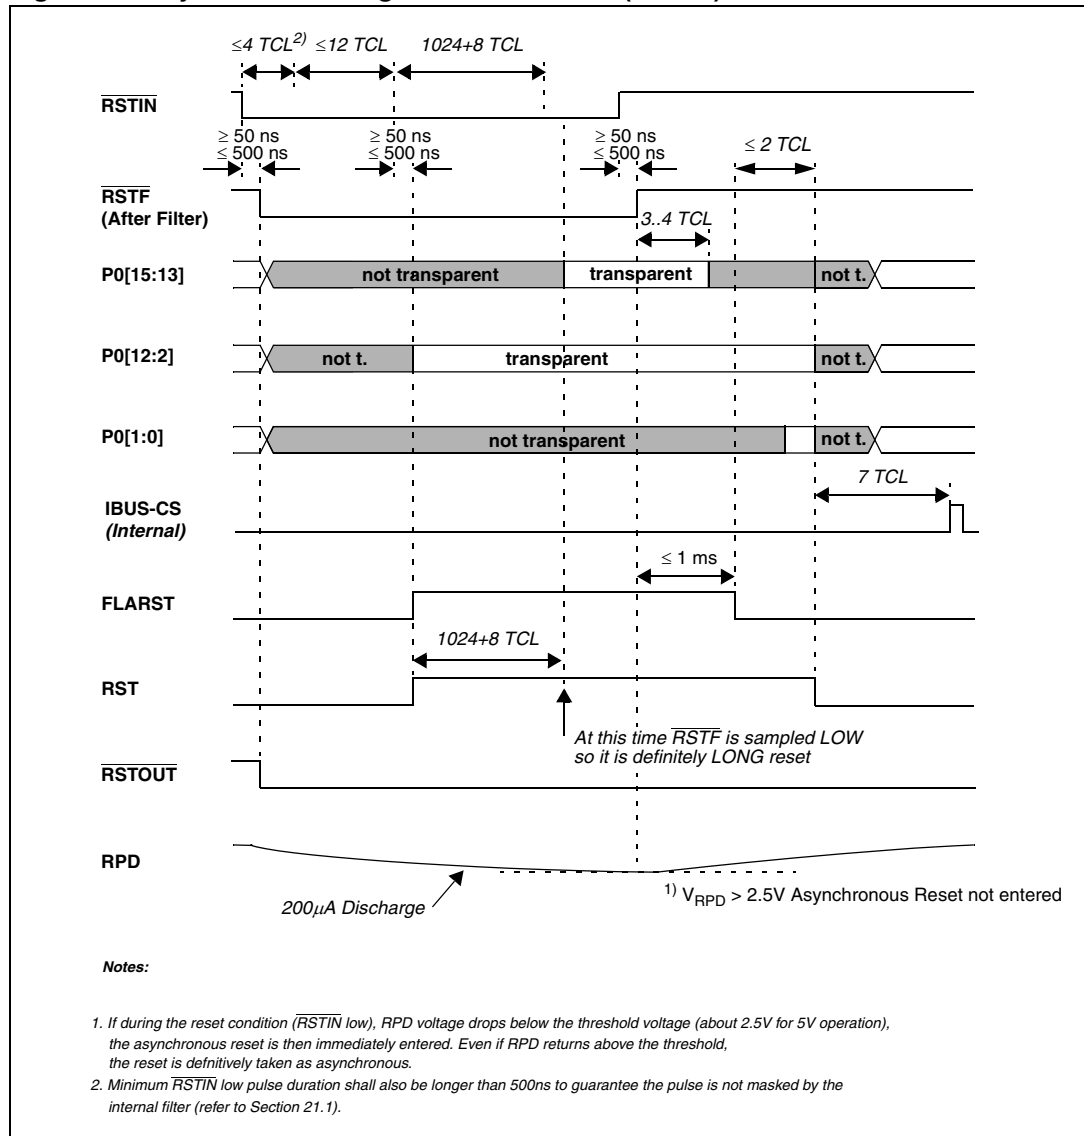 ≤4 TCL2) ≤12 TCL 1024+8 TCL
RSTIN
≥ 50 ns ≥ 50 ns ≥ 50 ns
≤ 500 ns ≤ 500 ns ≤ 500 ns ≤ 2 TCL
RSTF
(After Filter)
3..4 TCL
P0[15:13] not transparent transparent not t.
P0[12:2] not t. transparent not t.
P0[1:0] not transparent not t.
7 TCL
IBUS-CS
(Internal)
≤ 1 ms
FLARST
1024+8 TCL
RST
At this time RSTF is sampled LOW
so it is definitely LONG reset
RSTOUT
RPD
200µA Discharge
1) VRPD > 2.5V Asynchronous Reset not entered
Notes:
1. If during the reset condition (RSTIN low), RPD voltage drops below the threshold voltage (about 2.5V for 5V operation),
the asynchronous reset is then immediately entered. Even if RPD returns above the threshold,
the reset is defnitively taken as asynchronous.
2. Minimum RSTIN low pulse duration shall also be longer than 500ns to guarantee the pulse is not masked by the
internal filter (refer to Section 21.1).